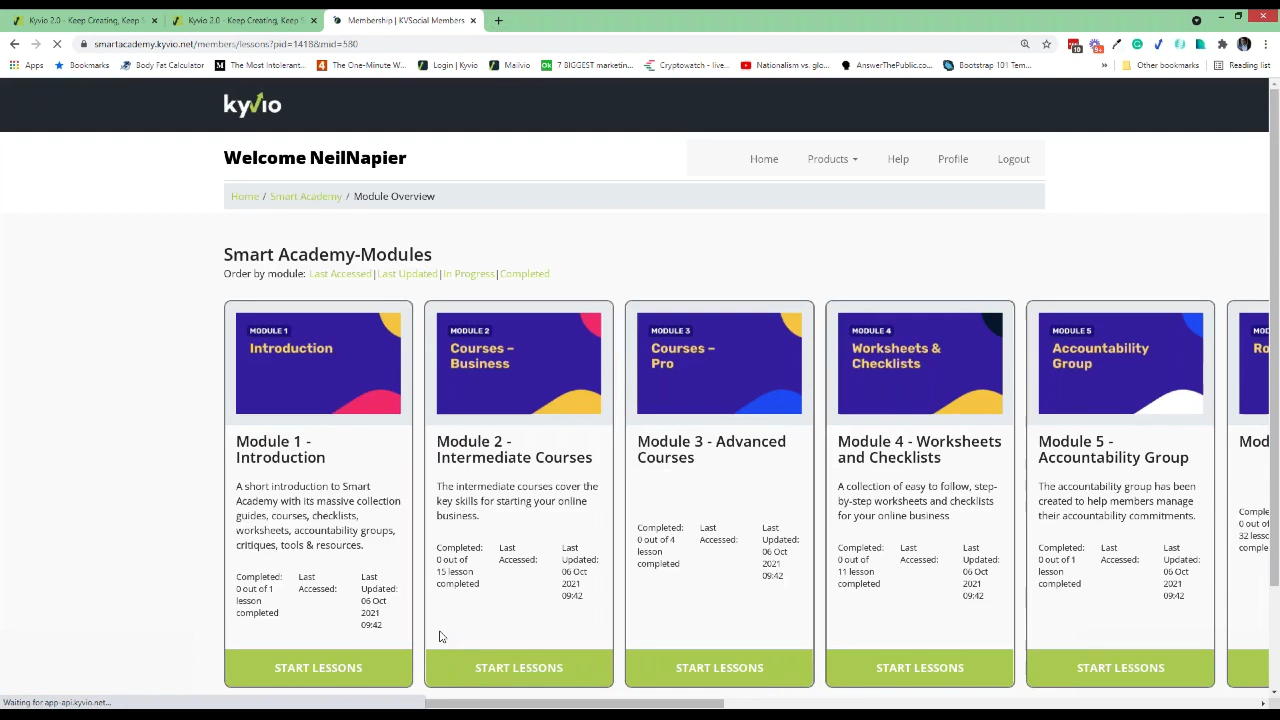 Kyvio 2.0 - Keep Creating, Keep S
Kyvio 2.0 - Keep Creating, Keep S
Membership | KVSocial Members
smartacademy.kyvio.net/members/lessons?pid=1418&mid=580
Apps
Bookmarks
Body Fat Calculator
The Most Intolerant...
The One-Minute W...
Login | Kyvio
Mailvio
7 BIGGEST marketin...
Cryptowatch - live...
Nationalism vs. glo...
AnswerThePublic.co...
Bootstrap 101 Tem...
Other bookmarks
Reading list
kyvio
Welcome NeilNapier
Home
Products
Help
Profile
Logout
Home / Smart Academy / Module Overview
Smart Academy-Modules
Order by module: Last Accessed|Last Updated|In Progress|Completed
MODULE 1
Introduction
Module 1 -
Introduction
A short introduction to Smart
Academy with its massive collection
guides, courses, checklists,
worksheets, accountability groups,
critiques, tools & resources.
Completed:
0 out of 1
lesson
completed
Last
Accessed:
Last
Updated:
06 Oct
2021
09:42
START LESSONS
MODULE 2
Courses –
Business
Module 2 -
Intermediate Courses
The intermediate courses cover the
key skills for starting your online
business.
Completed:
0 out of
15 lesson
completed
Last
Accessed:
Last
Updated:
06 Oct
2021
09:42
START LESSONS
MODULE 3
Courses –
Pro
Module 3 - Advanced
Courses
Completed:
0 out of 4
lesson
completed
Last
Accessed:
Last
Updated:
06 Oct
2021
09:42
START LESSONS
MODULE 4
Worksheets &
Checklists
Module 4 - Worksheets
and Checklists
A collection of easy to follow, step-
by-step worksheets and checklists
for your online business
Completed:
0 out of
11 lesson
completed
Last
Accessed:
Last
Updated:
06 Oct
2021
09:42
START LESSONS
MODULE 5
Accountability
Group
Module 5 -
Accountability Group
The accountability group has been
created to help members manage
their accountability commitments.
Completed:
0 out of 1
lesson
completed
Last
Accessed:
Last
Updated:
06 Oct
2021
09:42
START LESSONS
MOD
Ro
Mod
Comple
0 out o
32 less
comple
Waiting for app-api.kyvio.net...